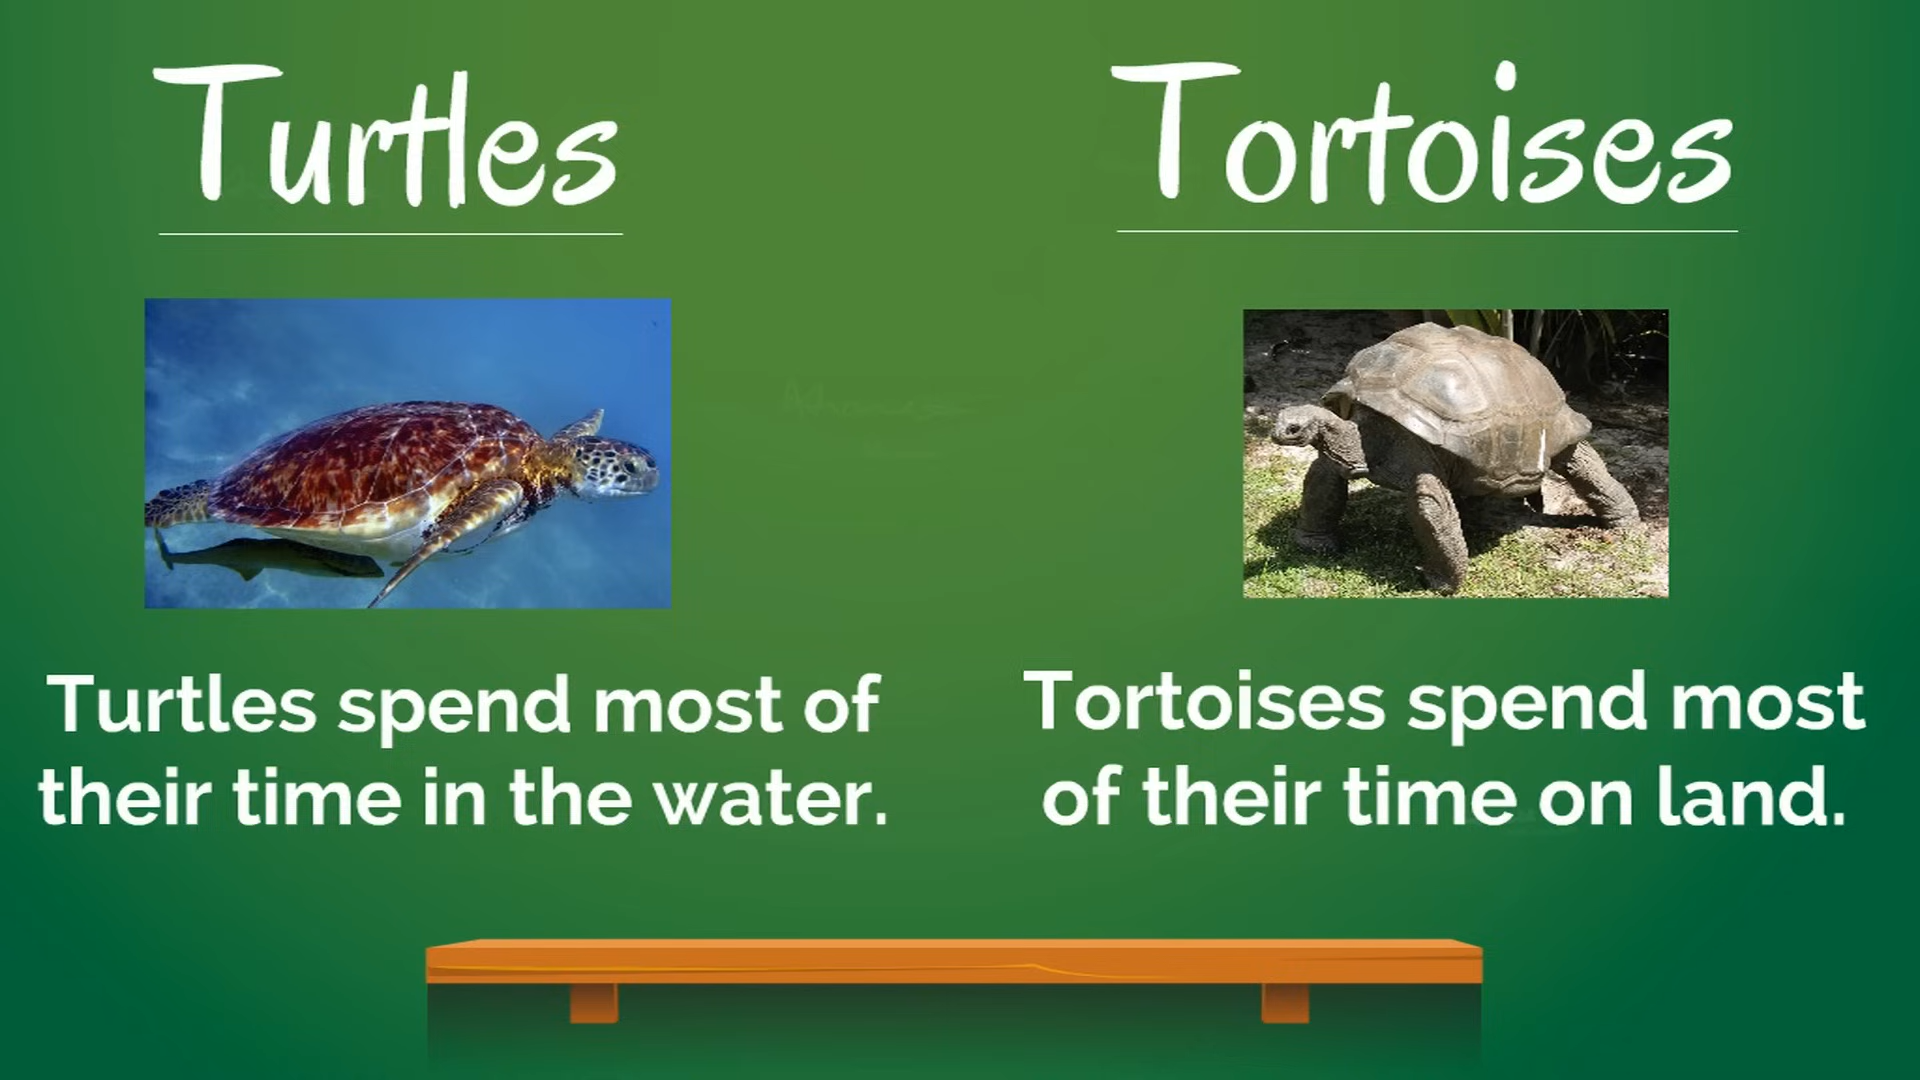 Turtles
Tortoises
Turtles spend most of
their time in the water.
Tortoises spend most
of their time on land.